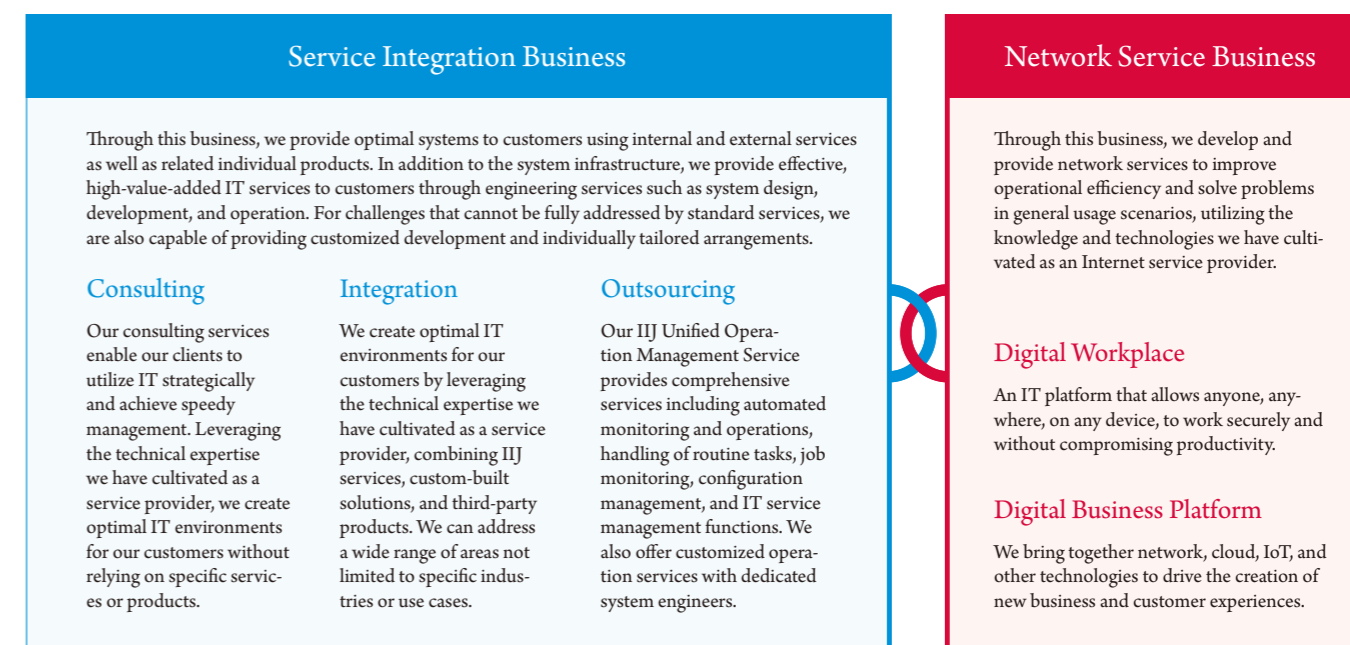 Service Integration Business
Through this business, we provide optimal systems to customers using internal and external services
as well as related individual products. In addition to the system infrastructure, we provide effective,
high-value-added IT services to customers through engineering services such as system design,
development, and operation. For challenges that cannot be fully addressed by standard services, we
are also capable of providing customized development and individually tailored arrangements.
Consulting
Our consulting services
enable our clients to
utilize IT strategically
and achieve speedy
management. Leveraging
the technical expertise
we have cultivated as a
service provider, we create
optimal IT environments
for our customers without
relying on specific servic-
es or products.
Integration
We create optimal IT
environments for our
customers by leveraging
the technical expertise we
have cultivated as a service
provider, combining IIJ
services, custom-built
solutions, and third-party
products. We can address
a wide range of areas not
limited to specific indus-
tries or use cases.
Outsourcing
Our IIJ Unified Opera-
tion Management Service
provides comprehensive
services including automated
monitoring and operations,
handling of routine tasks, job
monitoring, configuration
management, and IT service
management functions. We
also offer customized opera-
tion services with dedicated
system engineers.
Network Service Business
Through this business, we develop and
provide network services to improve
operational efficiency and solve problems
in general usage scenarios, utilizing the
knowledge and technologies we have culti-
vated as an Internet service provider.
Digital Workplace
An IT platform that allows anyone, any-
where, on any device, to work securely and
without compromising productivity.
Digital Business Platform
We bring together network, cloud, IoT, and
other technologies to drive the creation of
new business and customer experiences.